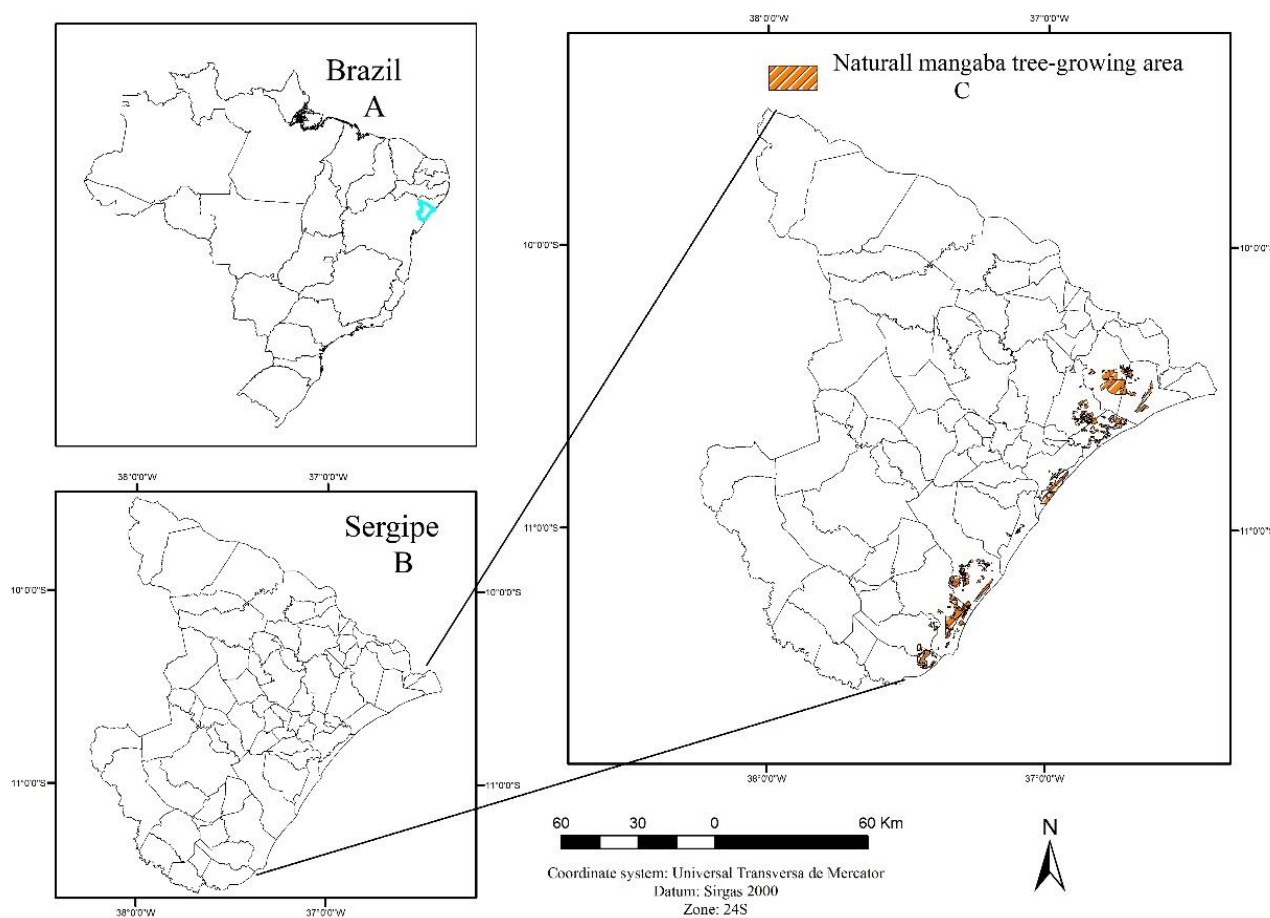 Brazil
A
38°0'0"W
37°0'0"W
Sergipe
B
10°0'0"S
10°0'0"S
11°0'0"S
11°0'0"S
38°0'0"W
37°0'0"W
38°0'0"W
37°0'0"W
Naturall mangaba tree-growing area
C
10°0'0"S
10°0'0"S
11°0'0"S
11°0'0"S
38°0'0"W
37°0'0"W
60 30 0 60 Km
Coordinate system: Universal Transversa de Mercator
Datum: Sirgas 2000
Zone: 24S
N